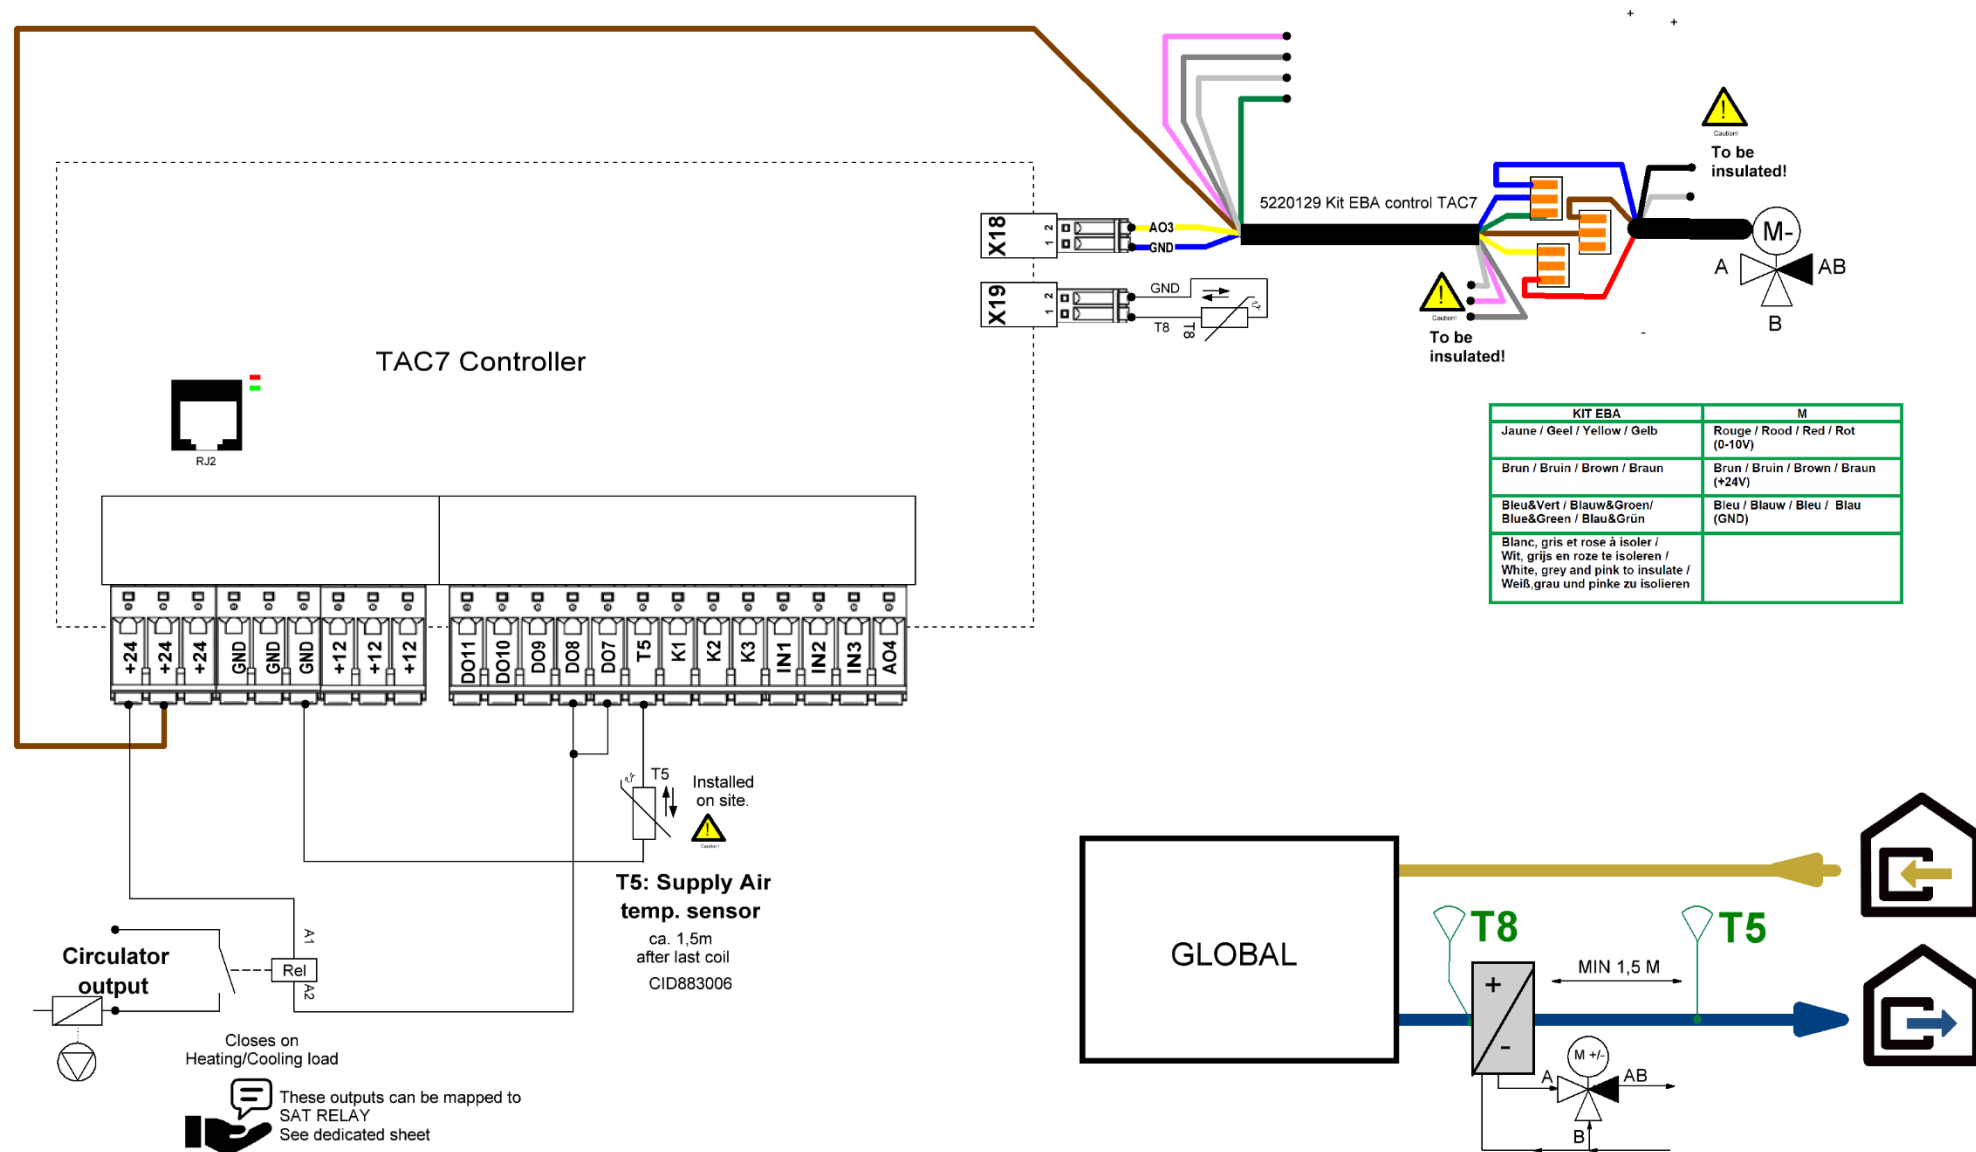 +
+
Caution!
To be
insulated!
5220129 Kit EBA control TAC7
X18
2
1
AO3
GND
M-
A
AB
B
X19
2
1
GND
T8
T8
Caution!
To be
insulated!
-
TAC7 Controller
RJ2
KIT EBA
M
Jaune / Geel / Yellow / Gelb
Rouge / Rood / Red / Rot
(0-10V)
Brun / Bruin / Brown / Braun
Brun / Bruin / Brown / Braun
(+24V)
Bleu&Vert / Blauw&Groen/
Blue&Green / Blau&Grün
Bleu / Blauw / Bleu / Blau
(GND)
Blanc, gris et rose à isoler /
Wit, grijs en roze te isoleren /
White, grey and pink to insulate /
Weiß,grau und pinke zu isolieren
+24
+24
+24
GND
GND
GND
+12
+12
+12
DO11
DO10
DO9
DO8
DO7
T5
K1
K2
K3
IN1
IN2
IN3
AO4
T5
Installed
on site.
Caution!
T5: Supply Air
temp. sensor
ca. 1,5m
after last coil
CID883006
A1
Rel
A2
Circulator
output
Closes on
Heating/Cooling load
These outputs can be mapped to
SAT RELAY
See dedicated sheet
GLOBAL
T8
T5
MIN 1,5 M
+
-
M +/-
A
AB
B